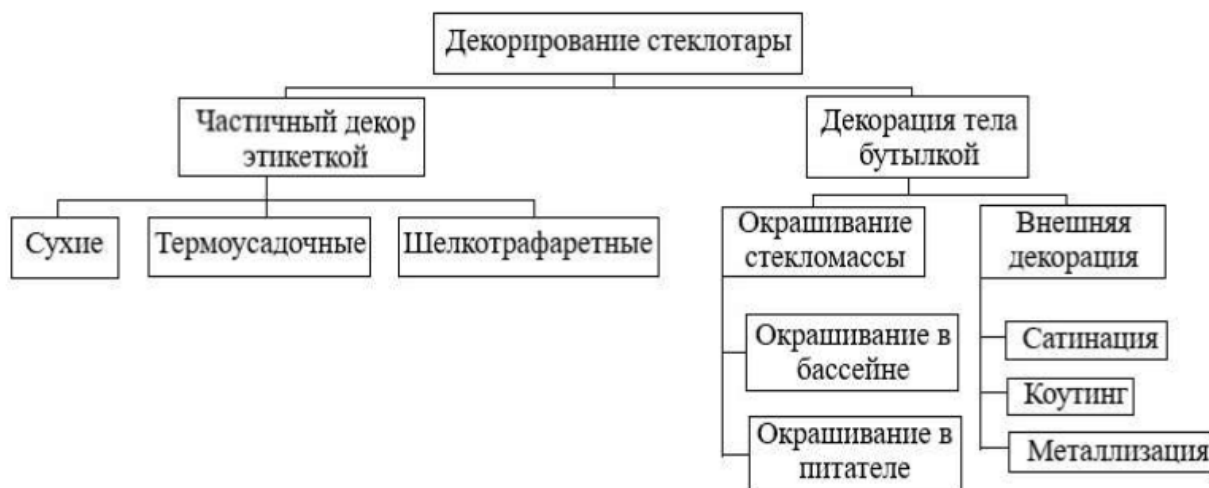 Декорирование стеклотары
Частичный декор
этикеткой
Декорация тела
бутылкой
Сухие
Термоусадочные
Шелкотрафаретные
Окрашивание
стекломассы
Внешняя
декорация
Окрашивание в
бассейне
Окрашивание в
питателе
Сатинация
Коутинг
Металлизация